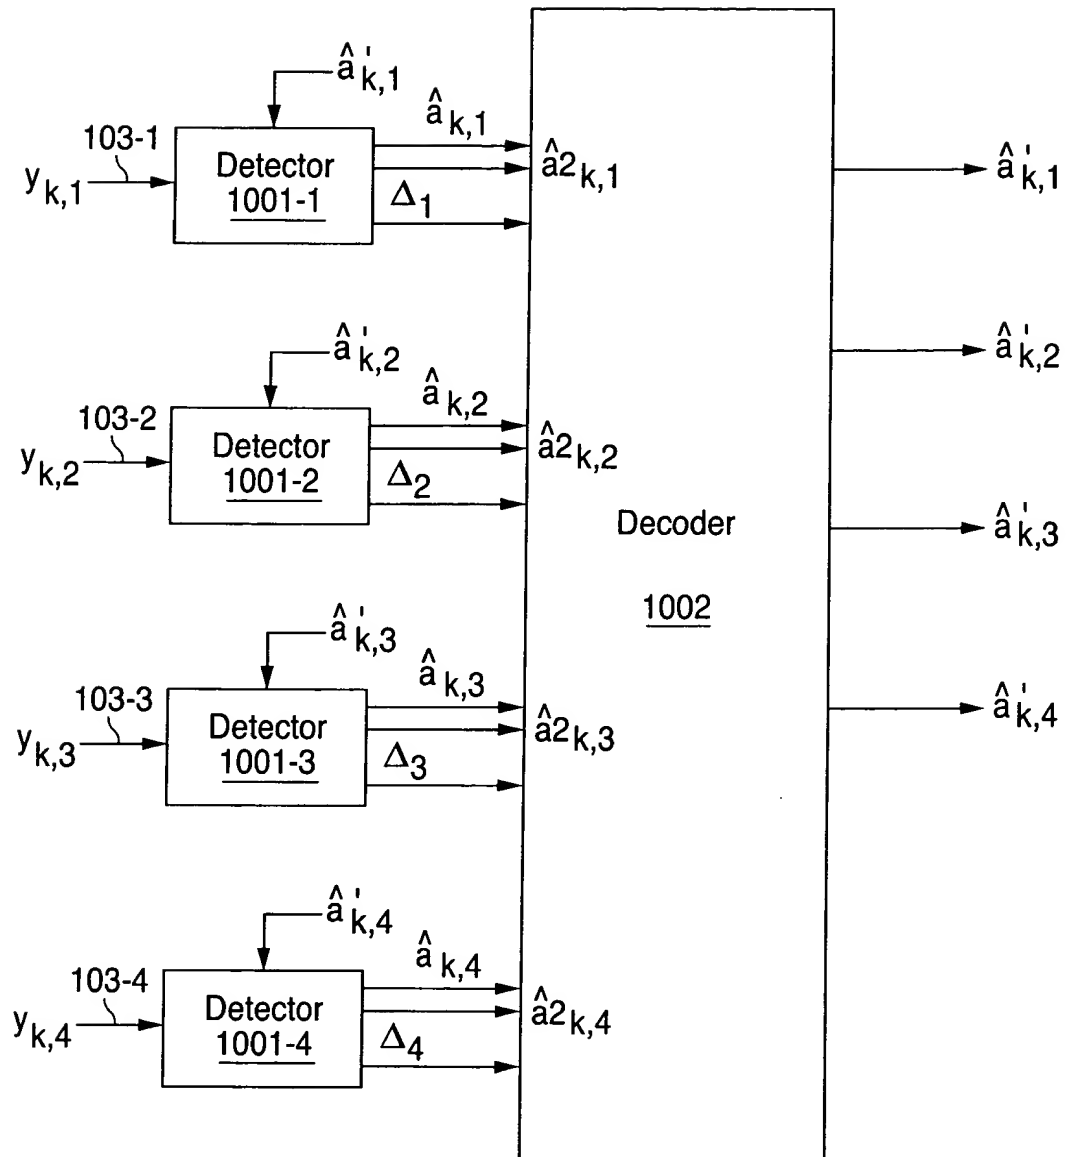 â'k,1
103-1
yk,1
Detector
1001-1
âk,1
â2k,1
Δ1
â'k,1
â'k,2
103-2
yk,2
Detector
1001-2
âk,2
â2k,2
Δ2
â'k,2
Decoder
1002
â'k,3
103-3
yk,3
Detector
1001-3
âk,3
â2k,3
Δ3
â'k,3
â'k,4
103-4
yk,4
Detector
1001-4
âk,4
â2k,4
Δ4
â'k,4